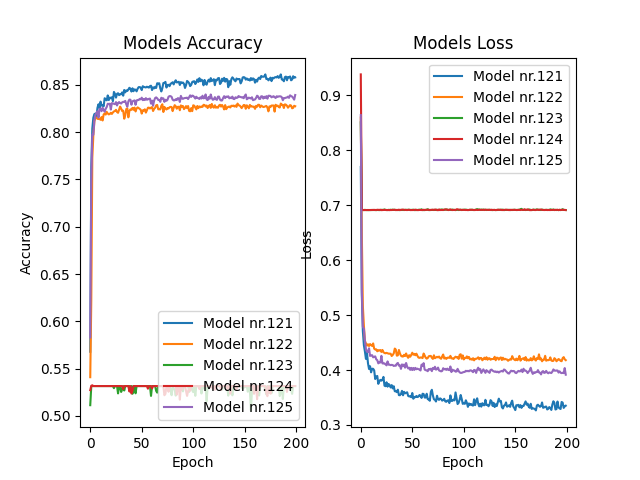 Models Accuracy
Accuracy
0.85
0.80
0.75
0.70
0.65
0.60
0.55
0.50
0
50
100
150
200
Epoch
Model nr.121
Model nr.122
Model nr.123
Model nr.124
Model nr.125
Models Loss
Loss
0.9
0.8
0.7
0.6
0.5
0.4
0.3
0
50
100
150
200
Epoch
Model nr.121
Model nr.122
Model nr.123
Model nr.124
Model nr.125